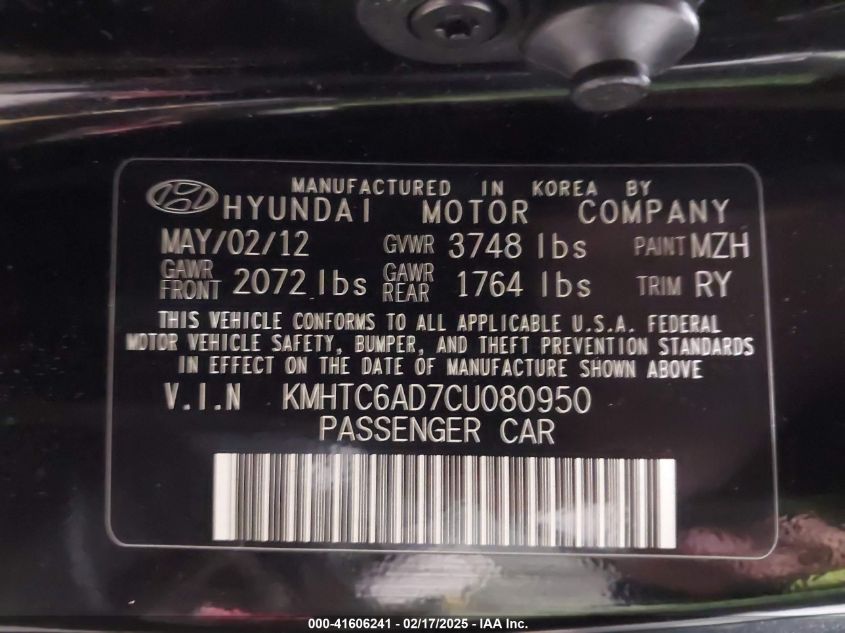 MANUFACTURED IN KOREA BY
HYUNDAI MOTOR COMPANY
MAY/02/12 GVWR 3748 lbs PAINT MZH
GAWR FRONT 2072 lbs GAWR REAR 1764 lbs TRIM RY
THIS VEHICLE CONFORMS TO ALL APPLICABLE U.S.A. FEDERAL
MOTOR VEHICLE SAFETY, BUMPER, AND THEFT PREVENTION STANDARDS
IN EFFECT ON THE DATE OF MANUFACTURE SHOWN ABOVE
V.I.N KMHTC6AD7CU080950
PASSENGER CAR
000-41606241 - 02/17/2025 - IAA Inc.